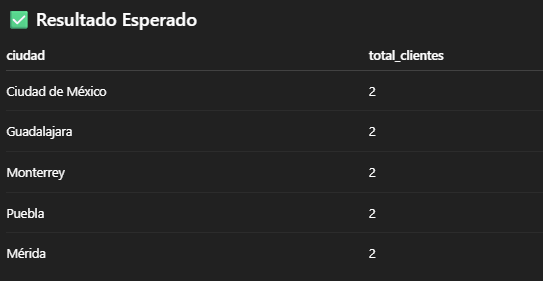 ✅ Resultado Esperado
ciudad total_clientes
Ciudad de México 2
Guadalajara 2
Monterrey 2
Puebla 2
Mérida 2